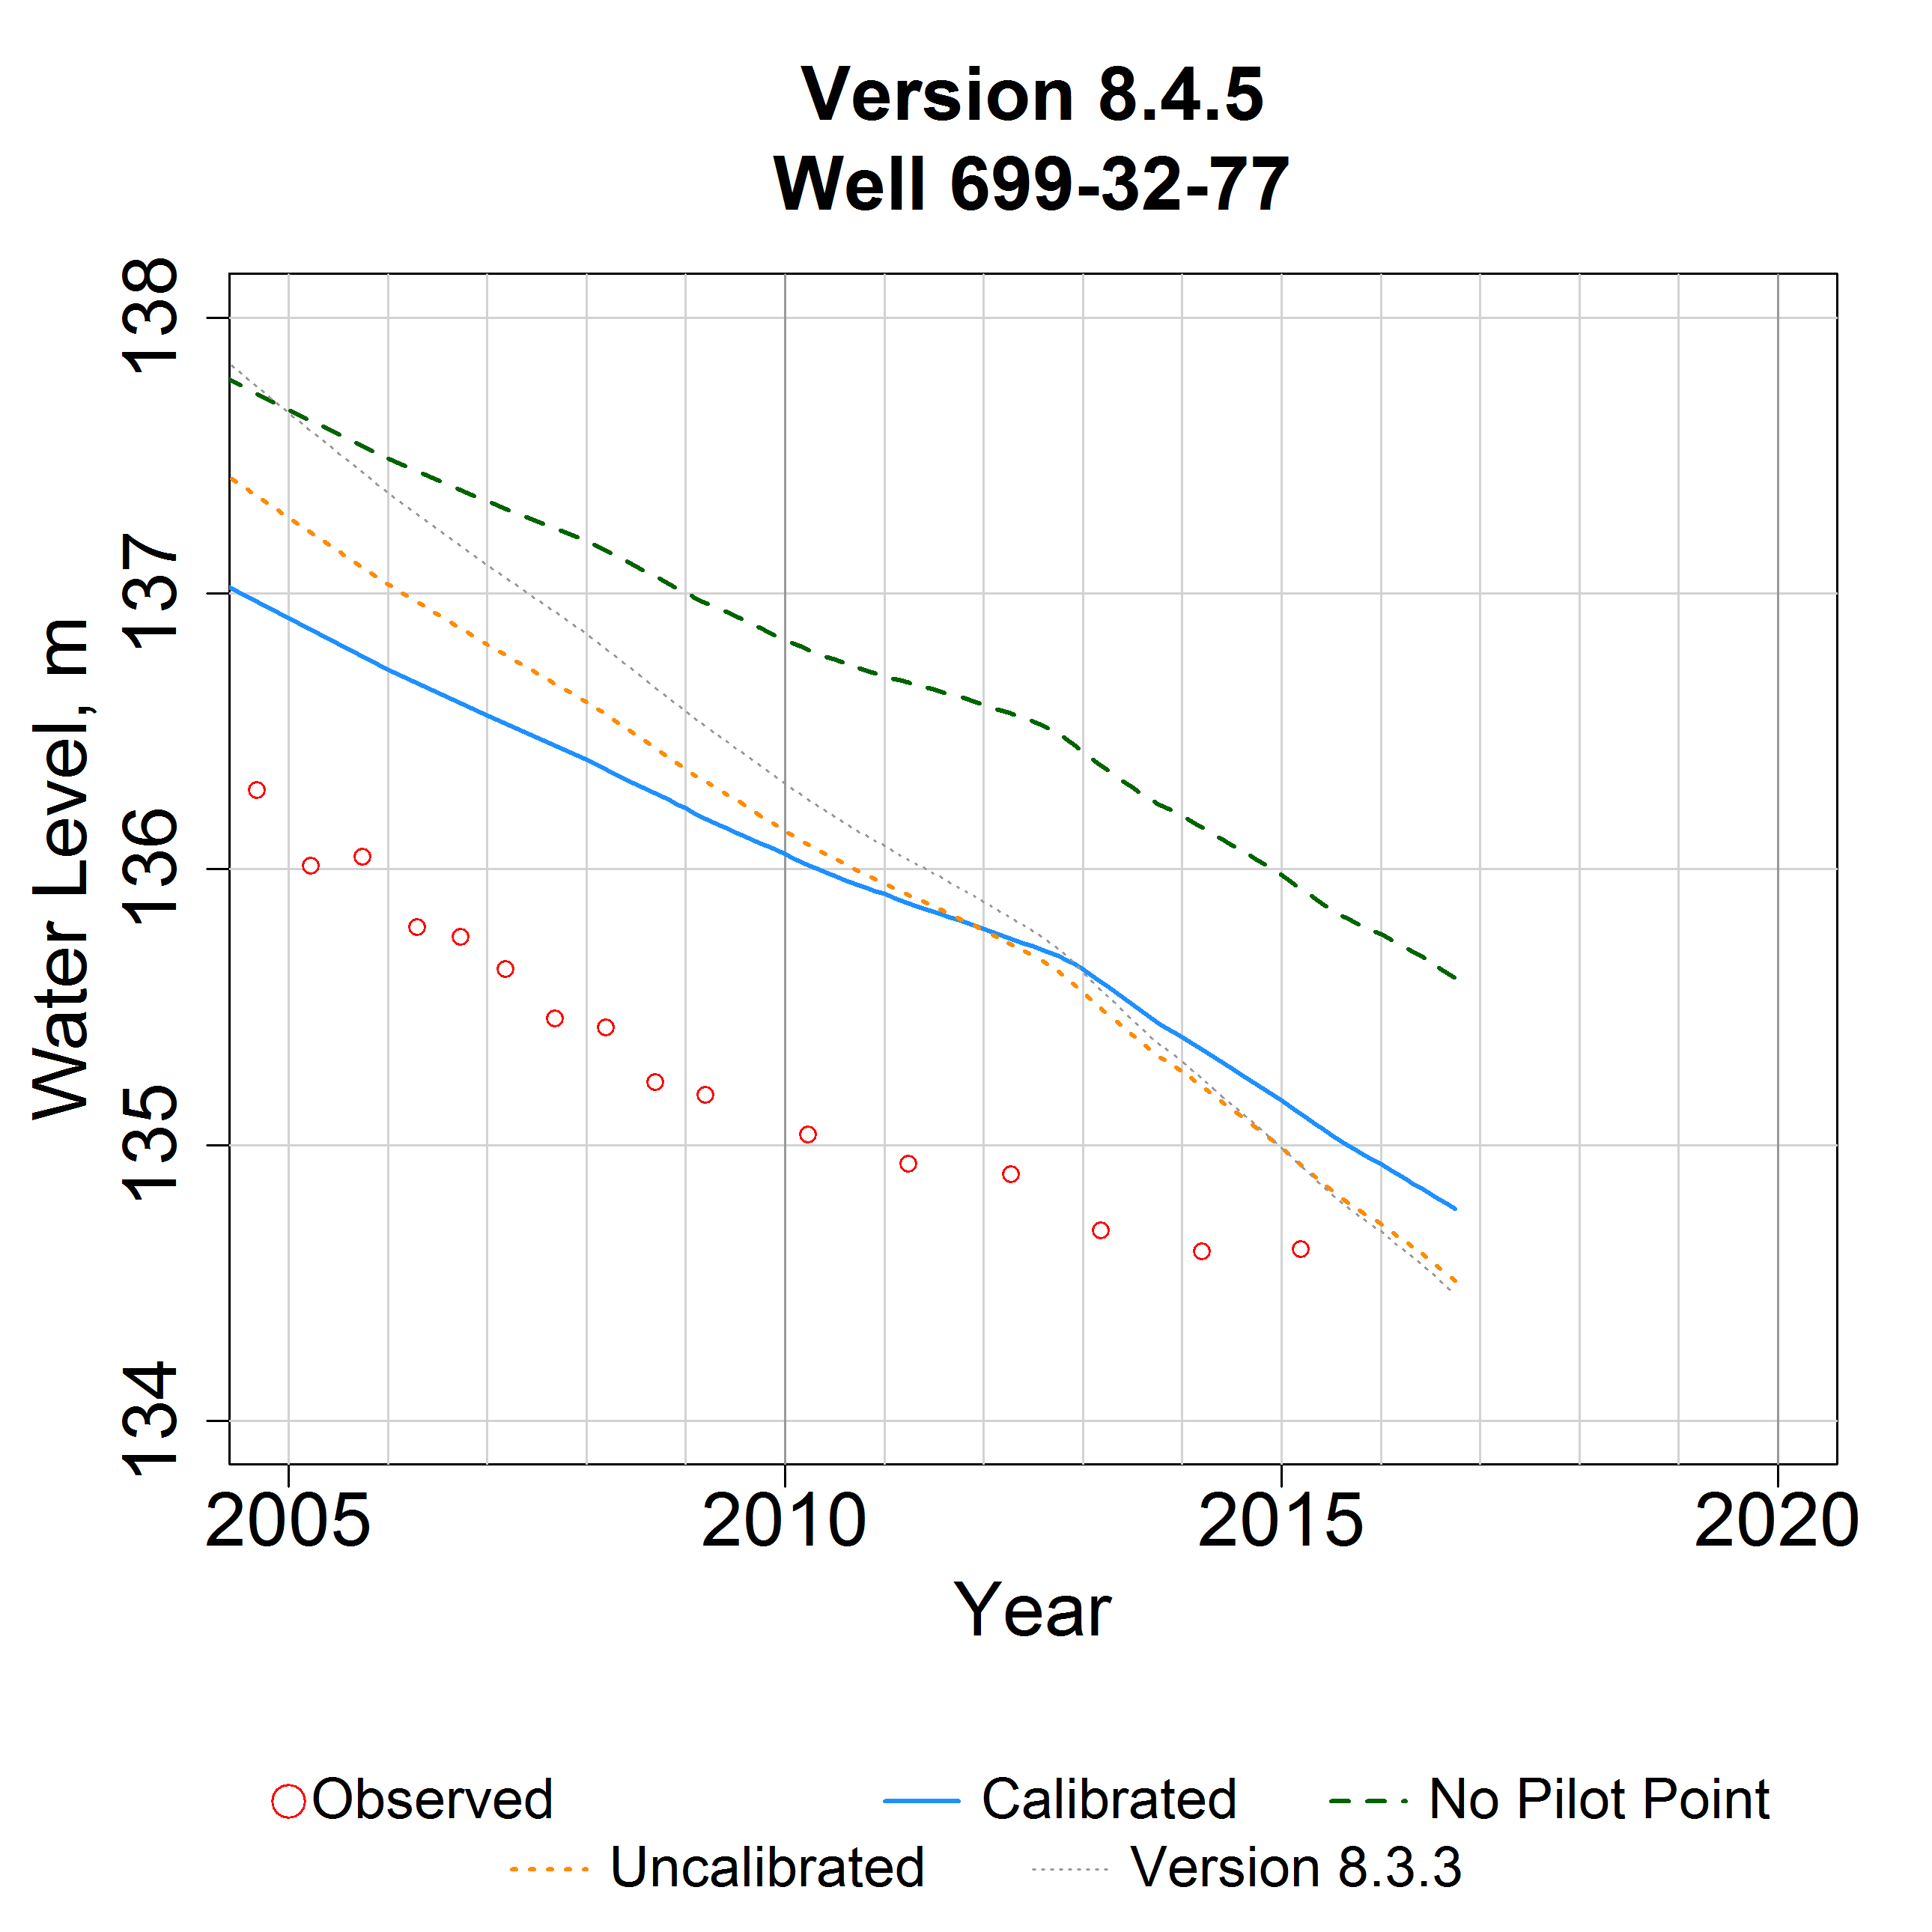 Version 8.4.5
Well 699-32-77
138
137
136
135
134
Water Level, m
2005 2010 2015 2020
Year
Observed Calibrated No Pilot Point
Uncalibrated Version 8.3.3